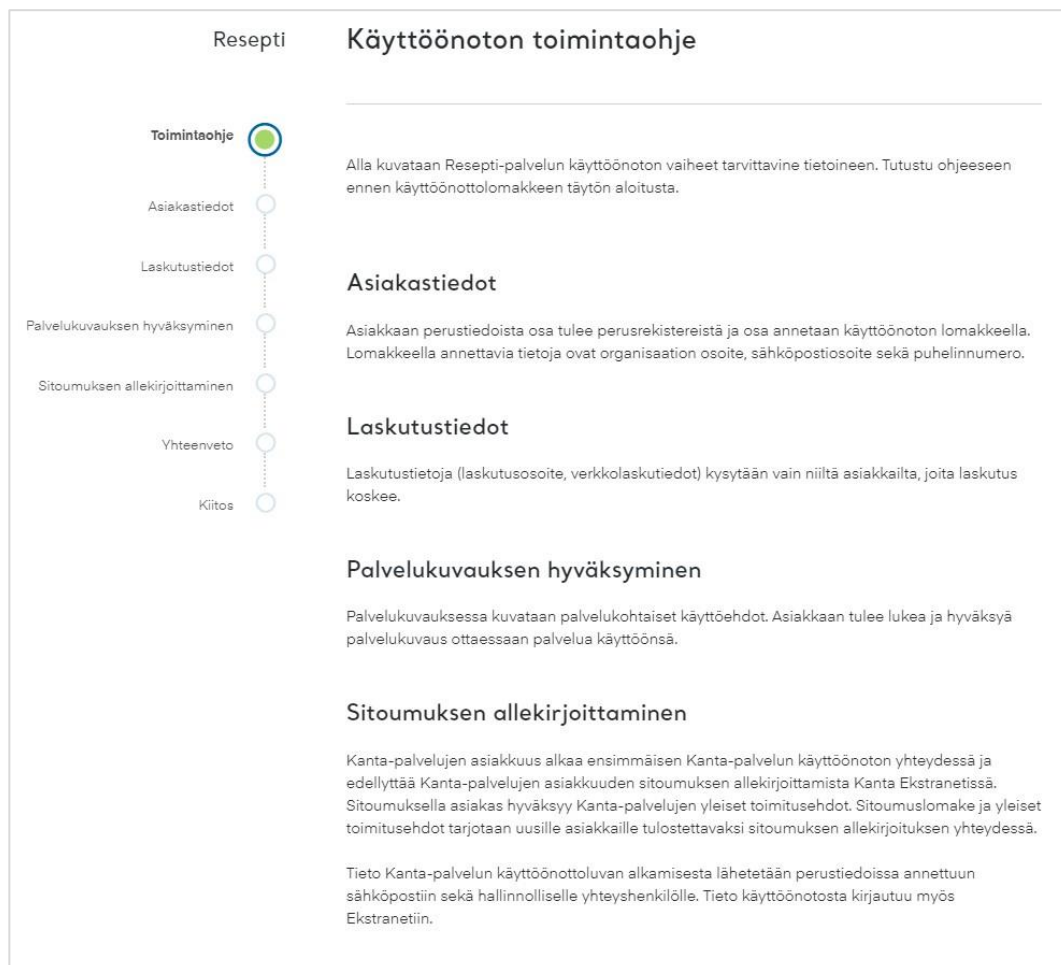 Resepti
Toimintaohje
Asiakastiedot
Laskutustiedot
Palvelukuvauksen hyväksyminen
Sitoumuksen allekirjoittaminen
Yhteenveto
Kiitos
Käyttöönoton toimintaohje
Alla kuvataan Resepti-palvelun käyttöönoton vaiheet tarvittavine tietoineen. Tutustu ohjeeseen
ennen käyttöönottolomakkeen täytön aloitusta.
Asiakastiedot
Asiakkaan perustiedoista osa tulee perusrekistereistä ja osa annetaan käyttöönoton lomakkeella.
Lomakkeella annettavia tietoja ovat organisaation osoite, sähköpostiosoite sekä puhelinnumero.
Laskutustiedot
Laskutustietoja (laskutusosoite, verkkolaskutiedot) kysytään vain niiltä asiakkailta, joita laskutus
koskee.
Palvelukuvauksen hyväksyminen
Palvelukuvauksessa kuvataan palvelukohtaiset käyttöehdot. Asiakkaan tulee lukea ja hyväksyä
palvelukuvaus ottaessaan palvelua käyttöönsä.
Sitoumuksen allekirjoittaminen
Kanta-palvelujen asiakkuus alkaa ensimmäisen Kanta-palvelun käyttöönoton yhteydessä ja
edellyttää Kanta-palvelujen asiakkuuden sitoumuksen allekirjoittamista Kanta Ekstranetissä.
Sitoumuksella asiakas hyväksyy Kanta-palvelujen yleiset toimitusehdot. Sitoumuslomake ja yleiset
toimitusehdot tarjotaan uusille asiakkaille tulostettavaksi sitoumuksen allekirjoituksen yhteydessä.
Tieto Kanta-palvelun käyttöönottoluvan alkamisesta lähetetään perustiedoissa annettuun
sähköpostiin sekä hallinnolliselle yhteyshenkilölle. Tieto käyttöönotosta kirjautuu myös
Ekstranetiin.